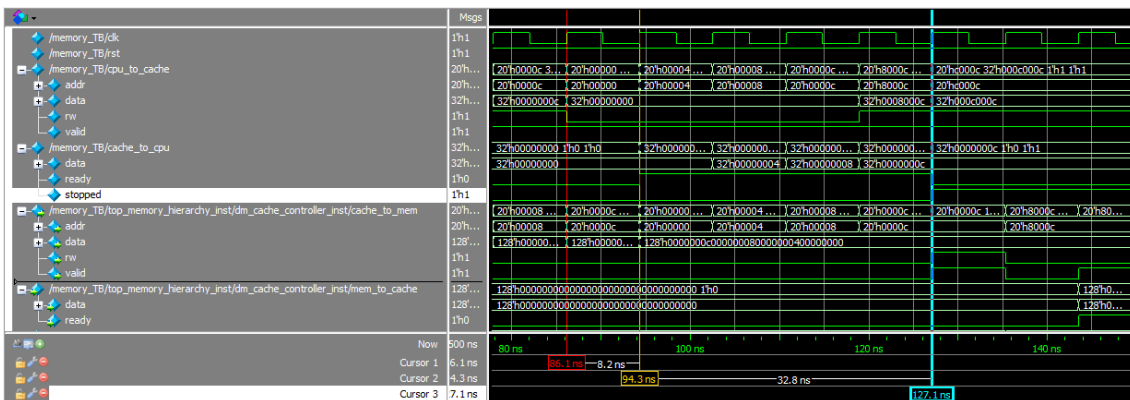 Msgs
/memory_TB/clk 1'h1
/memory_TB/rst 1'h1
/memory_TB/cpu_to_cache 20'h... 20'h0000c 3... 20'h00000 ... 20'h00004 ... 20'h00008 ... 20'h0000c ... 20'h8000c ... 20'hc000c 32'h000c000c 1'h1 1'h1
addr 20'h... 20'h0000c 20'h00000 20'h00004 20'h00008 20'h0000c 20'h8000c 20'hc000c
data 32'h... 32'h0000000c 32'h00000000 32'h0008000c 32'h000c000c
rw 1'h1
valid 1'h1
/memory_TB/cache_to_cpu 32'h... 32'h00000000 1'h0 1'h0 32'h000000... 32'h000000... 32'h000000... 32'h000000... 32'h0000000c 1'h0 1'h1
data 32'h... 32'h00000000 32'h00000004 32'h00000008 32'h0000000c
ready 1'h0
stopped 1'h1
/memory_TB/top_memory_hierarchy_inst/dm_cache_controller_inst/cache_to_mem 20'h... 20'h00008 ... 20'h0000c ... 20'h00000 ... 20'h00004 ... 20'h00008 ... 20'h0000c ... 20'h0000c 1... 20'h8000c ... 20'h80...
addr 20'h... 20'h00008 20'h0000c 20'h00000 20'h00004 20'h00008 20'h0000c 20'h8000c
data 128'... 128'h00000... 128'h00000... 128'h0000000c000000080000000400000000
rw 1'h1
valid 1'h1
/memory_TB/top_memory_hierarchy_inst/dm_cache_controller_inst/mem_to_cache 128'... 128'h00000000000000000000000000000000 1'h0 128'h0...
data 128'... 128'h00000000000000000000000000000000 128'h0...
ready 1'h0
Now 500 ns 80 ns 100 ns 120 ns 140 ns
Cursor 1 6.1 ns 86.1 ns 8.2 ns
Cursor 2 4.3 ns 94.3 ns 32.8 ns
Cursor 3 7.1 ns 127.1 ns